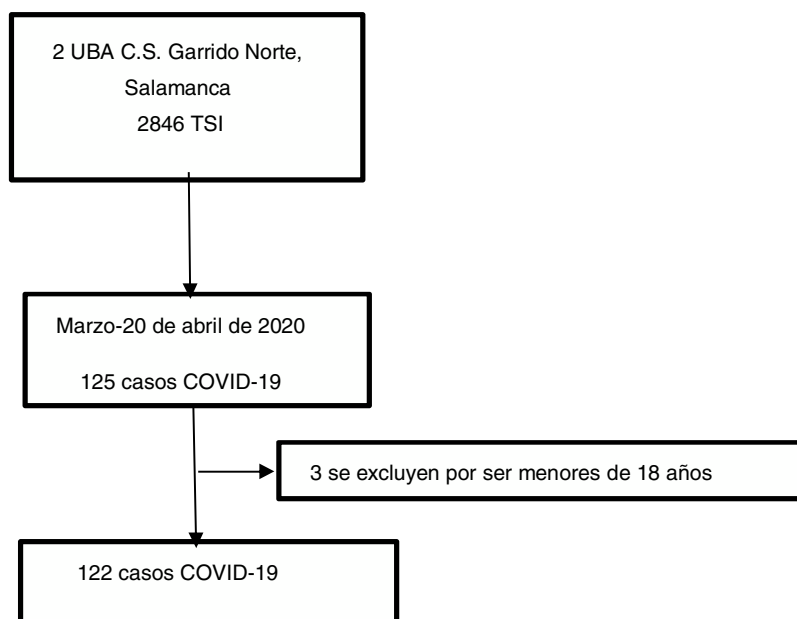 2 UBA C.S. Garrido Norte,
Salamanca
2846 TSI
Marzo-20 de abril de 2020
125 casos COVID-19
3 se excluyen por ser menores de 18 años
122 casos COVID-19